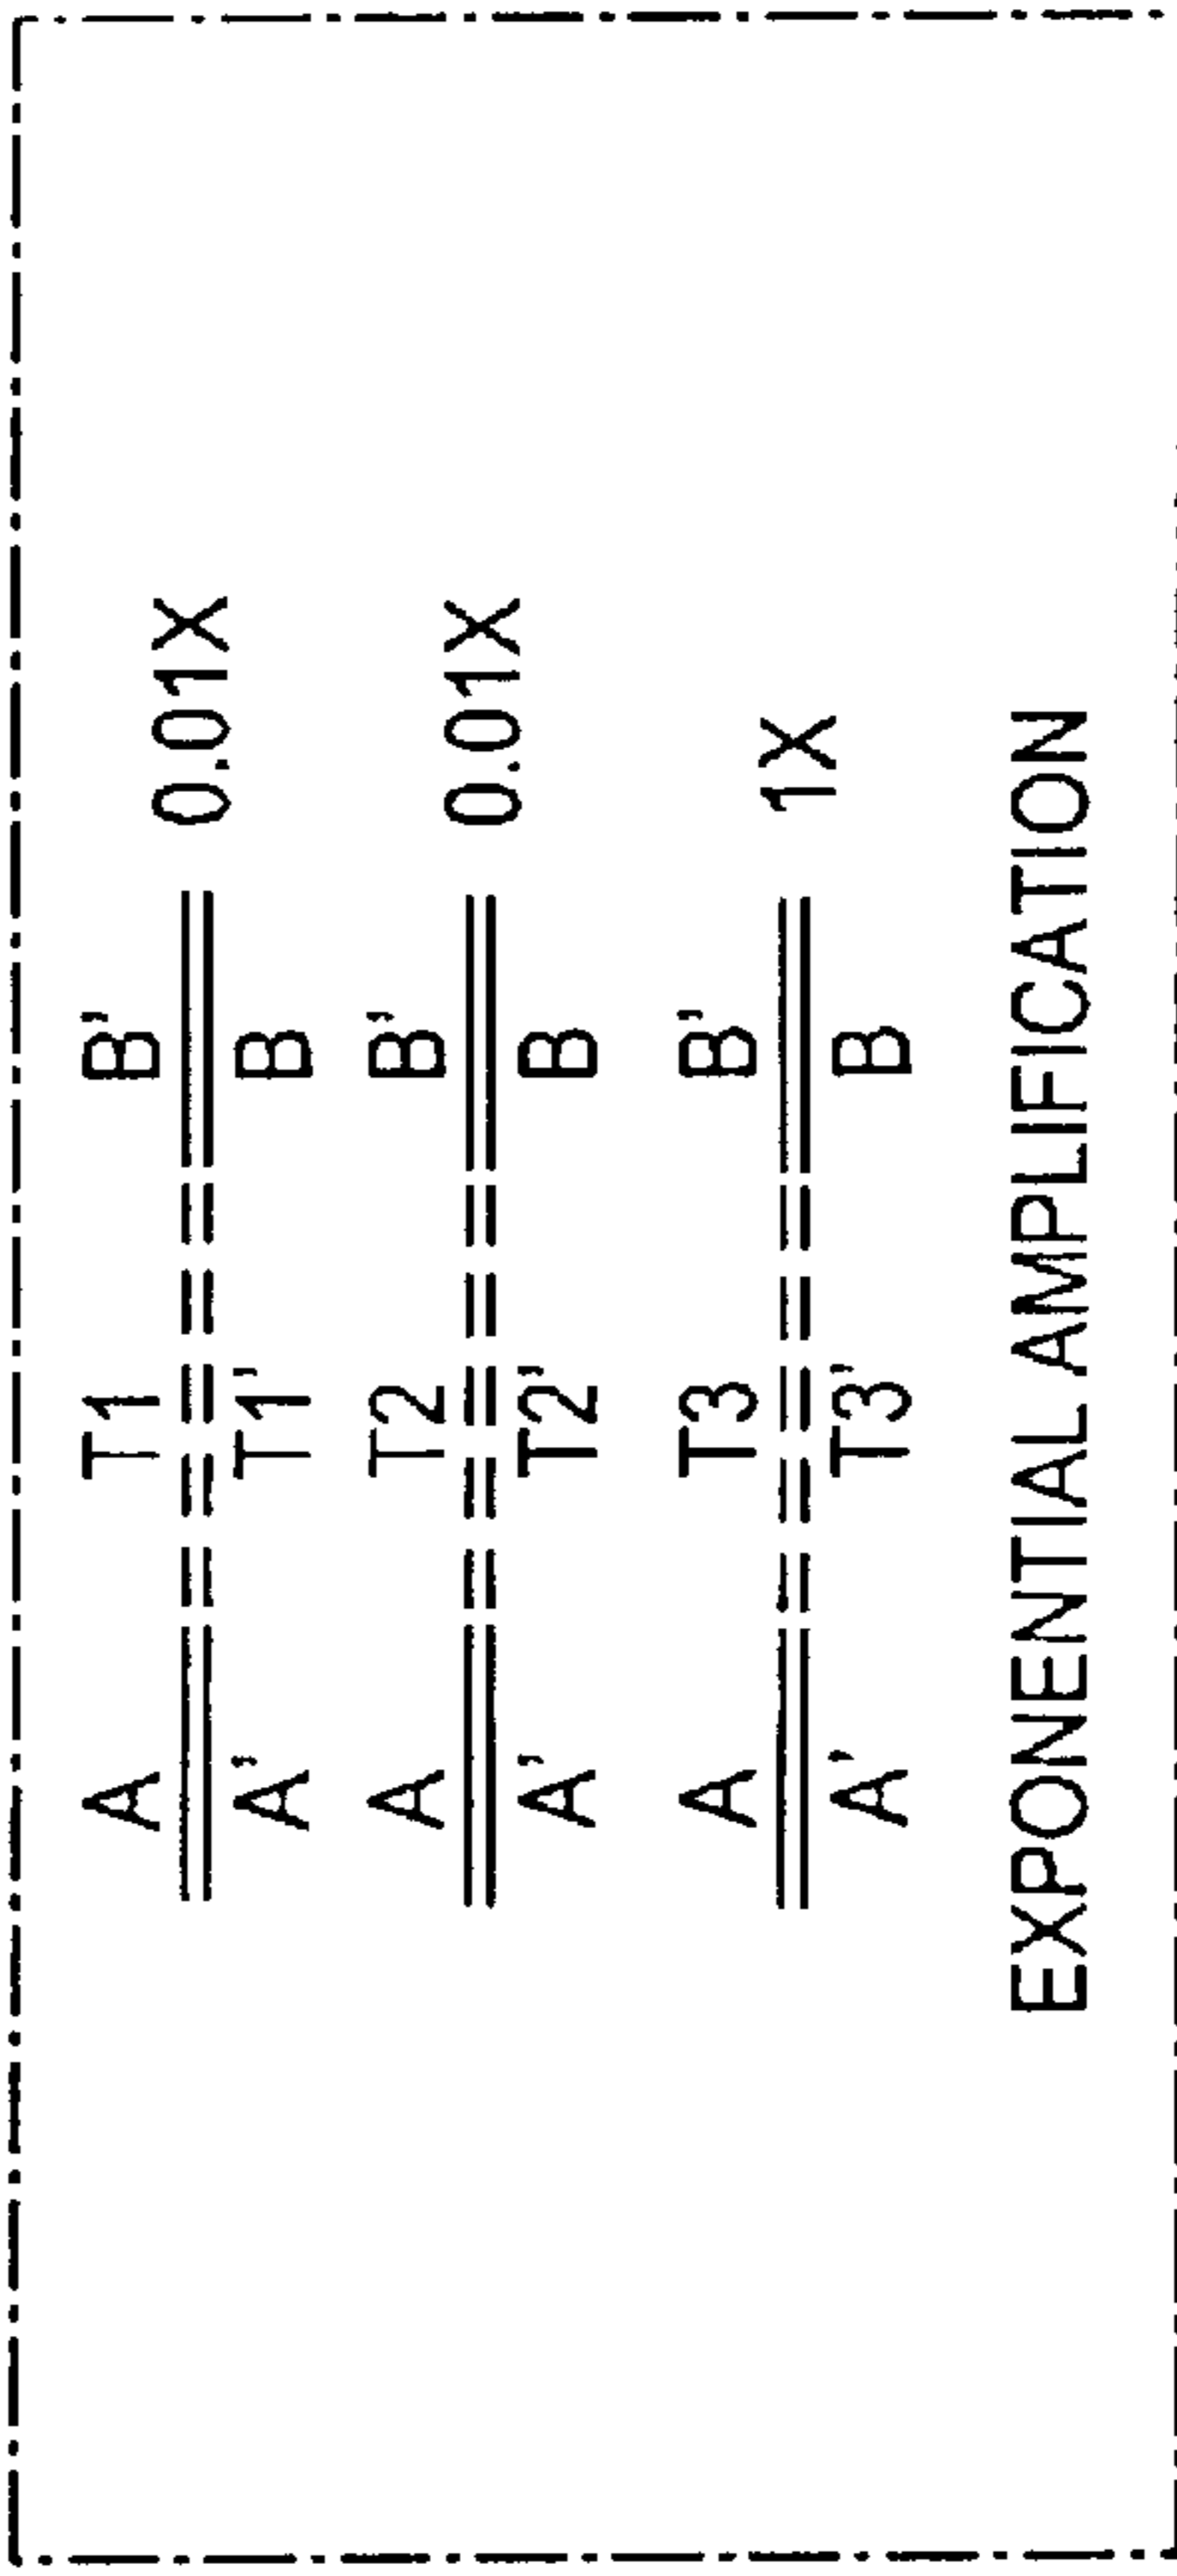 A T1 B'
0.01X
A' T1' B
A T2 B'
0.01X
A' T2' B
A T3 B'
1X
A' T3' B
EXPONENTIAL AMPLIFICATION